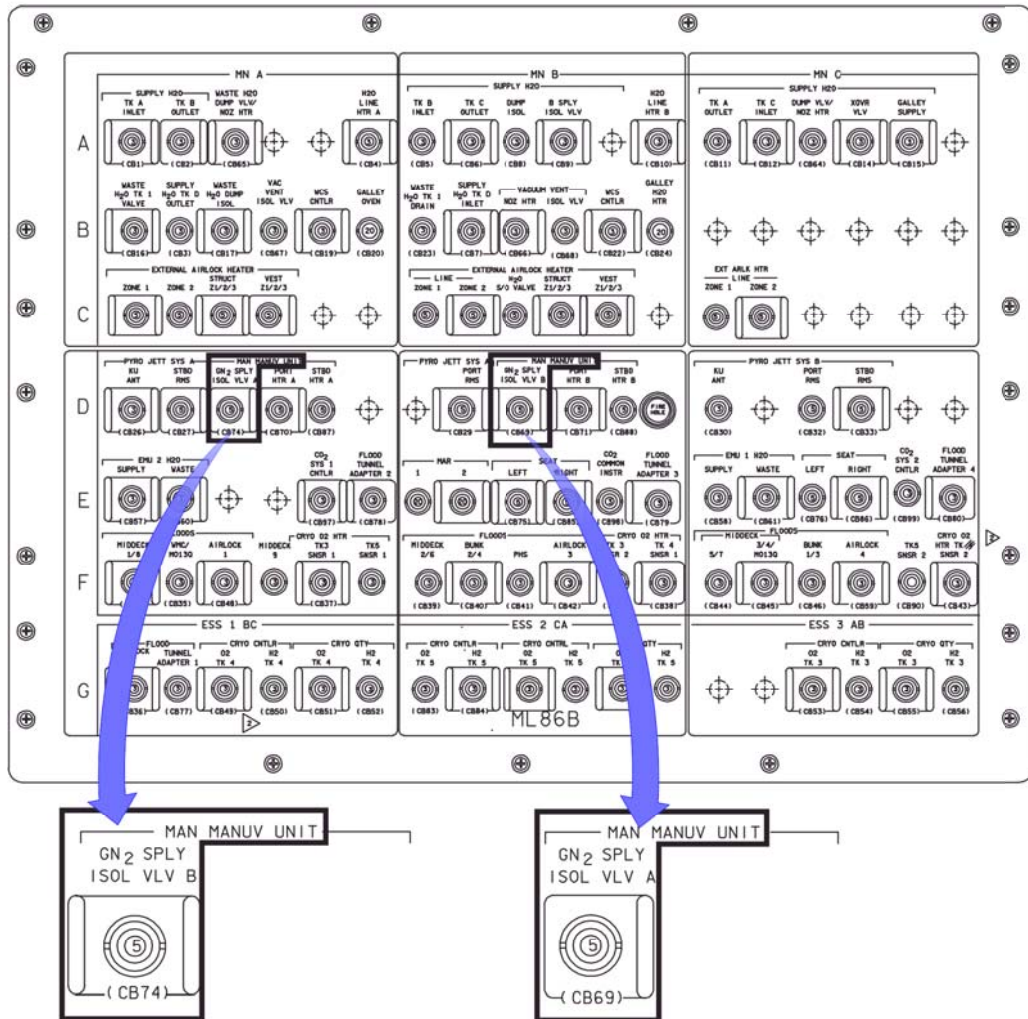 MN A MN B MN C
SUPPLY H2O
TK A INLET
TK B OUTLET
WASTE H2O DUMP VLV/ NOZ HTR
H2O LINE HTR A
SUPPLY H2O
TK B INLET
TK C OUTLET
DUMP ISOL
B SPLY ISOL VLV
H2O LINE HTR B
SUPPLY H2O
TK A OUTLET
TK C INLET
DUMP VLV/ NOZ HTR
XOVR VLV
GALLEY SUPPLY
A
(CB1) (CB2) (CB65) (CB4) (CB5) (CB6) (CB8) (CB9) (CB10) (CB11) (CB12) (CB64) (CB14) (CB15)
WASTE H2O TK 1 VALVE
SUPPLY H2O TK D OUTLET
WASTE H2O DUMP ISOL
VAC VENT ISOL VLV
WCS CNTLR
GALLEY OVEN
WASTE H2O TK 1 DRAIN
SUPPLY H2O TK D INLET
VACUUM VENT
NOZ HTR
ISOL VLV
WCS CNTLR
GALLEY H2O HTR
B
20 20
(CB16) (CB3) (CB17) (CB67) (CB19) (CB20) (CB23) (CB7) (CB66) (CB68) (CB22) (CB24)
EXTERNAL AIRLOCK HEATER
ZONE 1
ZONE 2
STRUCT Z1/2/3
VEST Z1/2/3
EXTERNAL AIRLOCK HEATER
LINE
ZONE 1
ZONE 2
H2O S/O VALVE
STRUCT Z1/2/3
VEST Z1/2/3
EXT ARLK HTR
LINE
ZONE 1
ZONE 2
C
PYRO JETT SYS A
KU ANT
STBD RMS
MAN MANUV UNIT
GN2 SPLY ISOL VLV A
PORT HTR A
STBD HTR A
PYRO JETT SYS A
PORT RMS
MAN MANUV UNIT
GN2 SPLY ISOL VLV B
PORT HTR B
STBD HTR B
FIRE HOLE
PYRO JETT SYS B
KU ANT
PORT RMS
STBD RMS
D
(CB26) (CB27) (CB74) (CB70) (CB87) (CB29) (CB69) (CB71) (CB88) (CB30) (CB32) (CB33)
EMU 2 H2O
SUPPLY
WASTE
CO2 SYS 1 CNTLR
FLOOD TUNNEL ADAPTER 2
MAR
1 2
SEAT
LEFT
RIGHT
CO2 COMMON INSTR
FLOOD TUNNEL ADAPTER 3
EMU 1 H2O
SUPPLY
WASTE
SEAT
LEFT
RIGHT
CO2 SYS 2 CNTLR
FLOOD TUNNEL ADAPTER 4
E
(CB57) (CB97) (CB78) (CB75) (CB98) (CB79) (CB58) (CB61) (CB76) (CB86) (CB99) (CB80)
FLOODS
MIDDECK 1/8
WMC/ MO13Q
AIRLOCK 1
MIDDECK 5
CRYO O2 HTR
TK3 SNSR 1
TK5 SNSR 1
FLOODS
MIDDECK 2/6
BUNK 2/4
PHS
AIRLOCK 3
CRYO O2 HTR
TK 4 SNSR 1
FLOODS
MIDDECK
S/T
3/4/ MO13Q
BUNK 1/3
AIRLOCK 4
TK5 SNSR 2
CRYO O2 HTR
SNSR 2
F
(CB35) (CB48) (CB37) (CB39) (CB40) (CB41) (CB42) (CB38) (CB44) (CB45) (CB46) (CB59) (CB90) (CB43)
ESS 1 BC ESS 2 CA ESS 3 AB
FLOOD
TUNNEL ADAPTER 1
CRYO CNTLR
O2 TK 4
H2 TK 4
CRYO QTY
O2 TK 4
H2 TK 4
CRYO CNTLR
O2 TK 5
H2 TK 5
CRYO CNTRL
O2 TK 5
H2 TK 5
H2 TK 5
CRYO CNTLR
O2 TK 3
H2 TK 3
CRYO QTY
O2 TK 3
H2 TK 3
G
(CB77) (CB49) (CB50) (CB51) (CB52) (CB83) (CB84) (CB53) (CB54) (CB55) (CB56)
2
ML86B
MAN MANUV UNIT
GN2 SPLY
ISOL VLV B
5
(CB74)
MAN MANUV UNIT
GN2 SPLY
ISOL VLV A
5
(CB69)